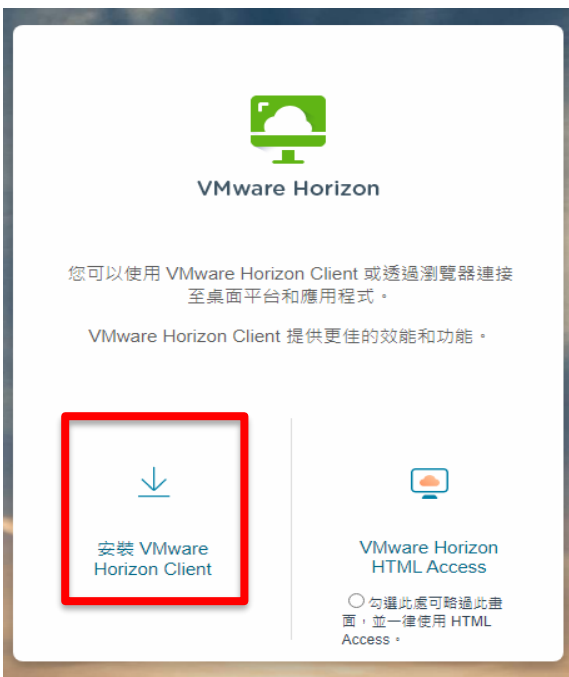 VMware Horizon
您可以使用 VMware Horizon Client 或透過瀏覽器連接
至桌面平台和應用程式。
VMware Horizon Client 提供更佳的效能和功能。
安裝 VMware
Horizon Client
VMware Horizon
HTML Access
勾選此處可略過此畫
面，並一律使用 HTML
Access。